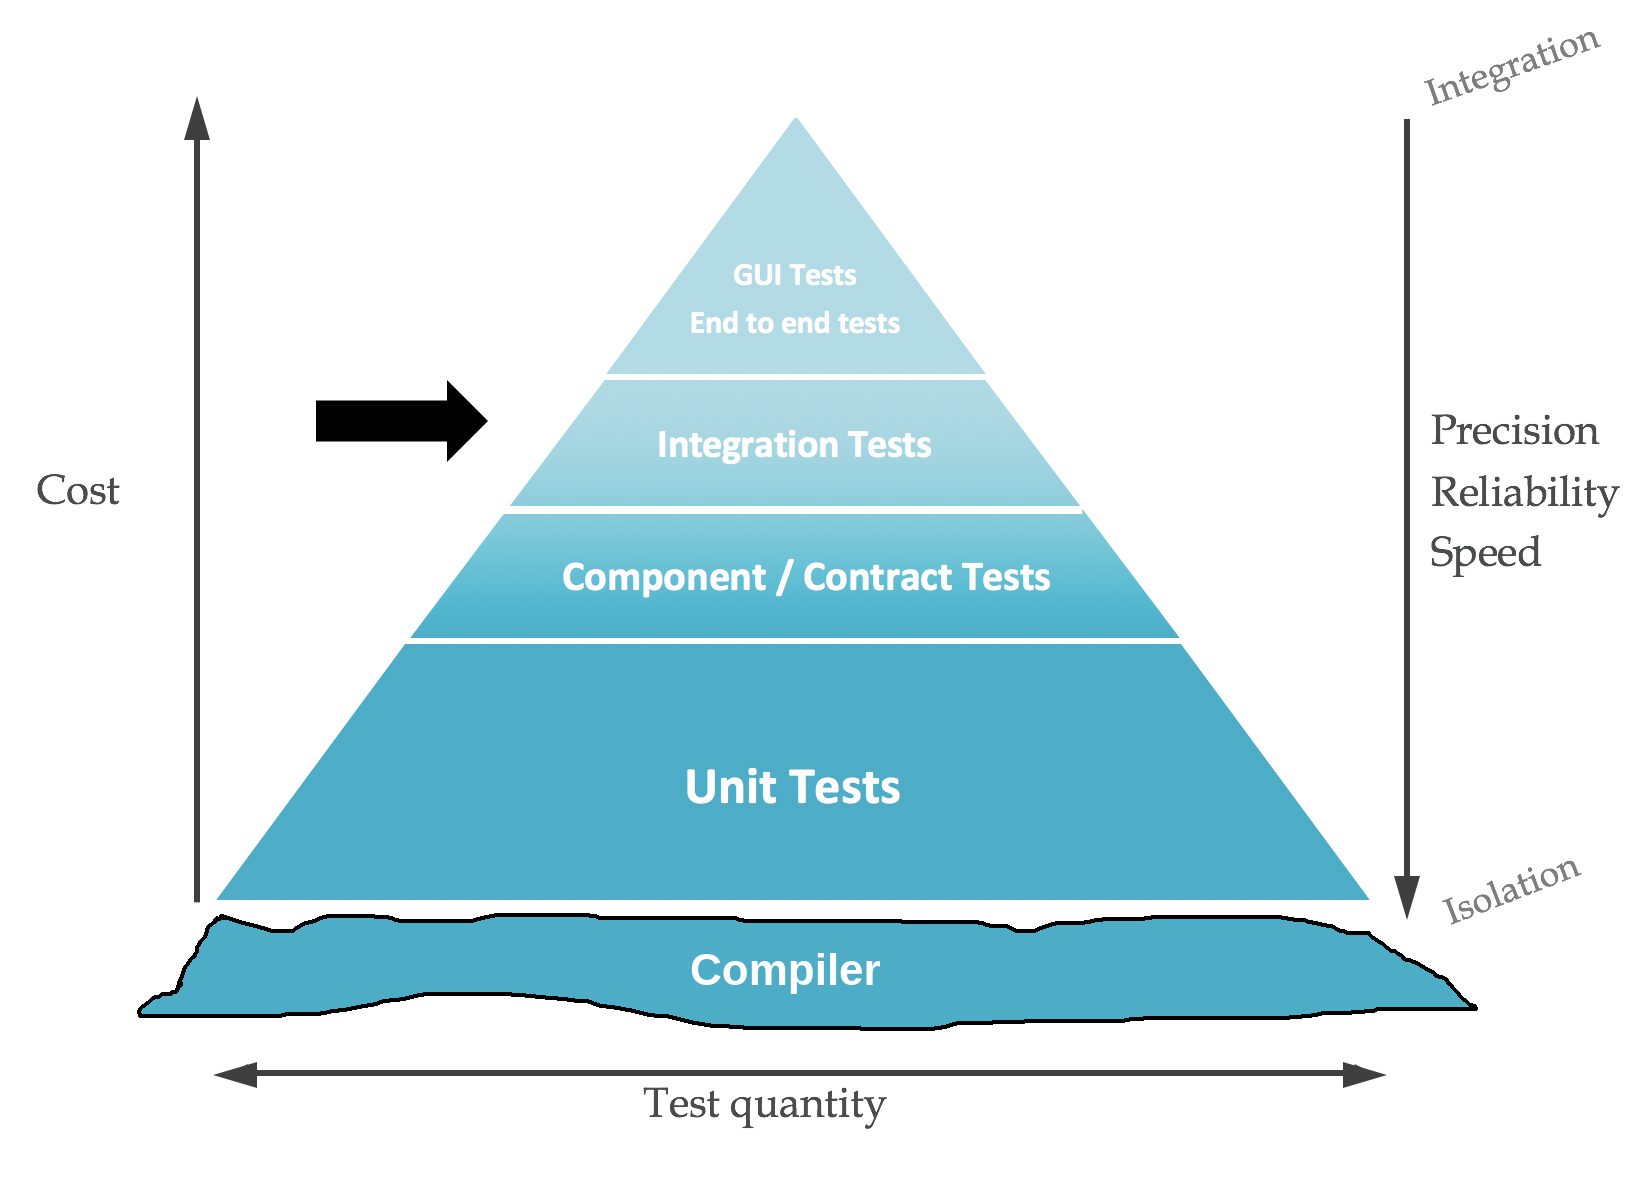 Integration
GUI Tests
End to end tests
Integration Tests
Cost
Precision
Reliability
Speed
Component / Contract Tests
Unit Tests
Isolation
Compiler
Test quantity